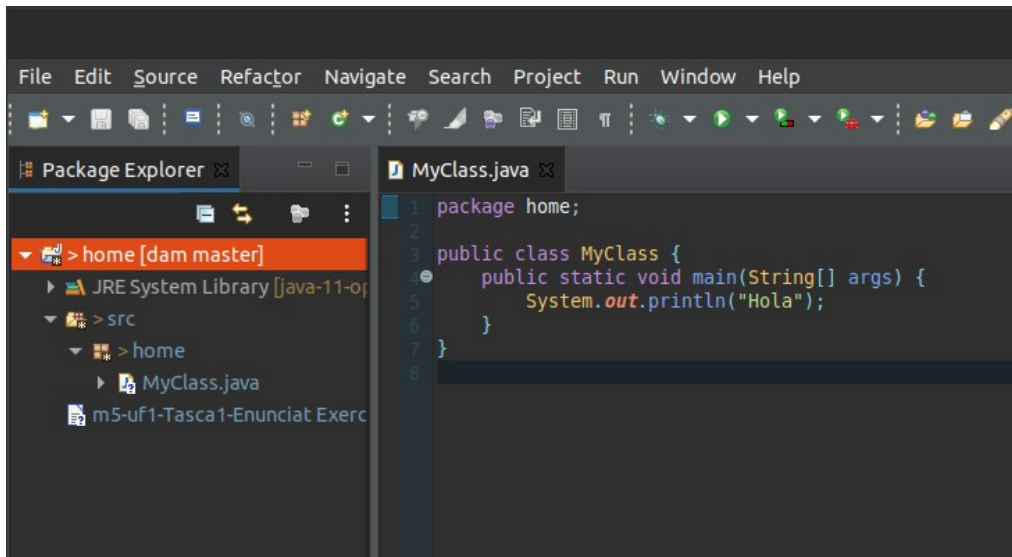 File Edit Source Refactor Navigate Search Project Run Window Help
Package Explorer
MyClass.java
> home [dam master]
JRE System Library [java-11-op
> src
> home
MyClass.java
m5-uf1-Tasca1-Enunciat Exerc
1 package home;
2
3 public class MyClass {
4 public static void main(String[] args) {
5 System.out.println("Hola");
6 }
7 }
8